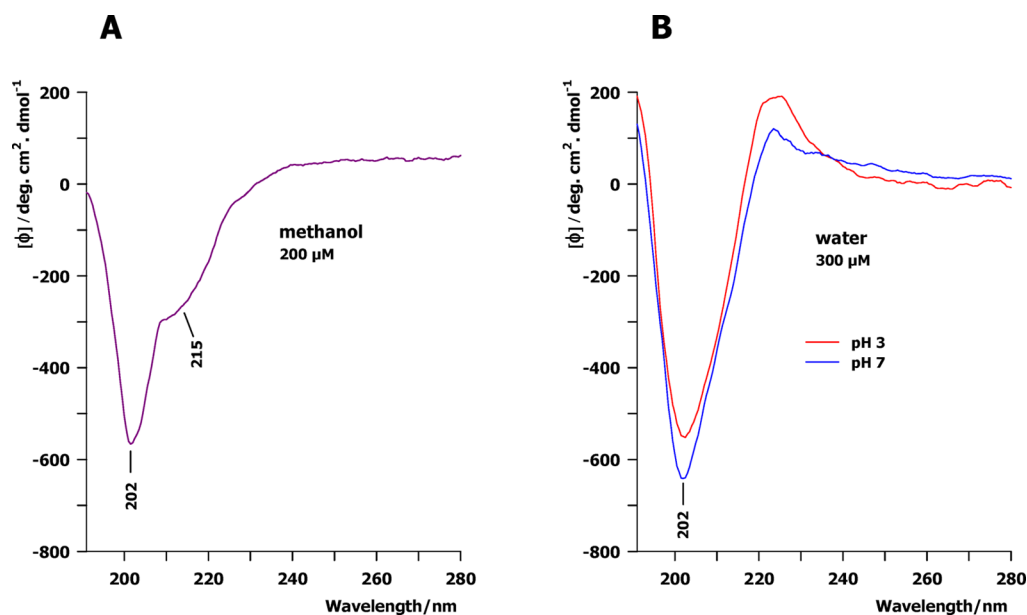 A
[ϕ] / deg. cm². dmol⁻¹
200
0
-200
-400
-600
-800
methanol
200 µM
215
202
200 220 240 260 280
Wavelength/nm
B
[ϕ] / deg. cm². dmol⁻¹
200
0
-200
-400
-600
-800
water
300 µM
pH 3
pH 7
202
200 220 240 260 280
Wavelength/nm